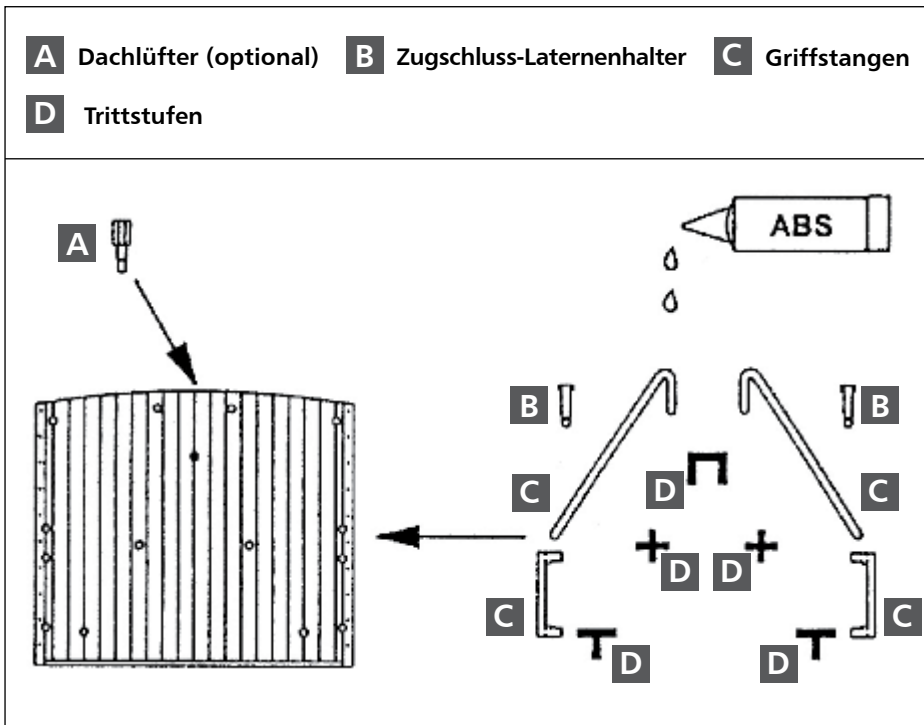 A Dachlüfter (optional) B Zugschluss-Laternenhalter C Griffstangen
D Trittstufen
ABS
A
B B
D
C C
D D
C C
D D